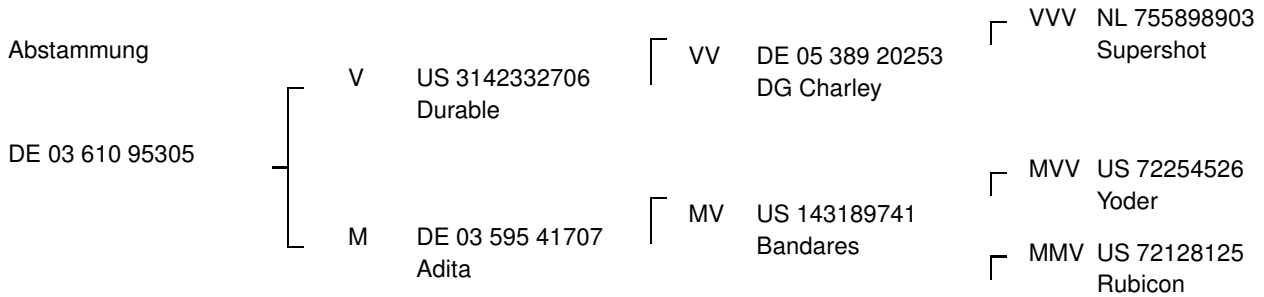 Abstammung
DE 03 610 95305
V US 3142332706
Durable
M DE 03 595 41707
Adita
VV DE 05 389 20253
DG Charley
MV US 143189741
Bandares
VVV NL 755898903
Supershot
MVV US 72254526
Yoder
MMV US 72128125
Rubicon